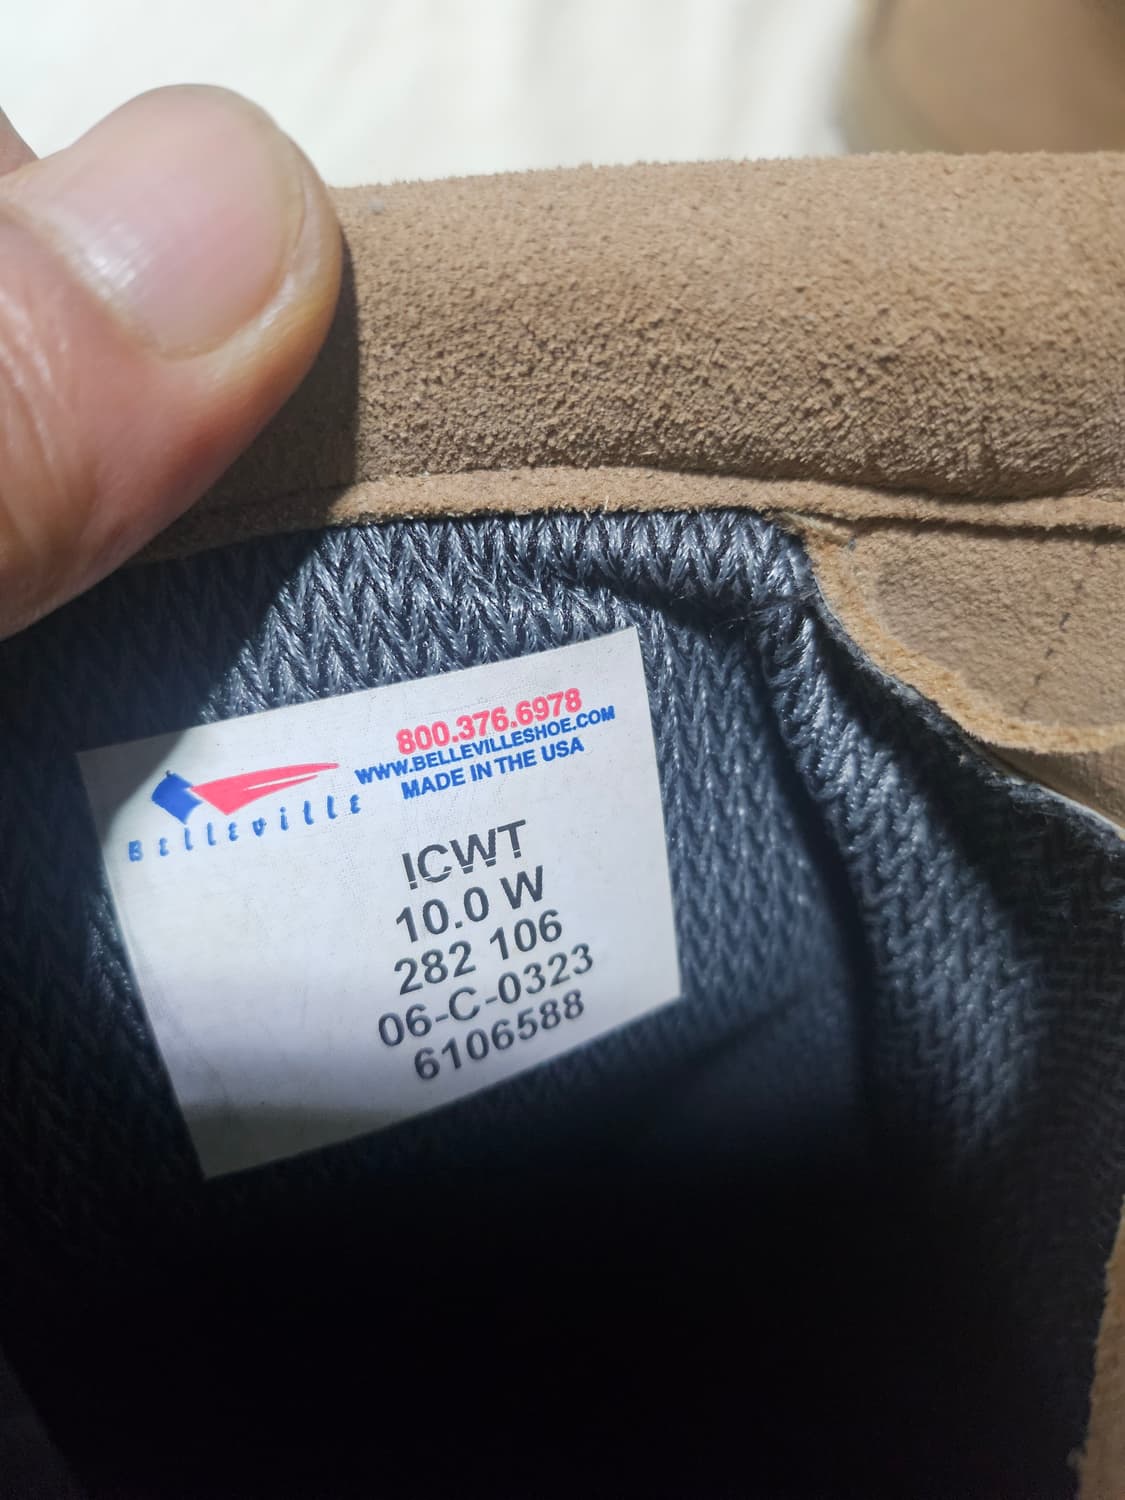 800.376.6978
WWW.BELLEVILLESHOE.COM
MADE IN THE USA
Belleville
ICWT
10.0 W
282 106
06-C-0323
6106588